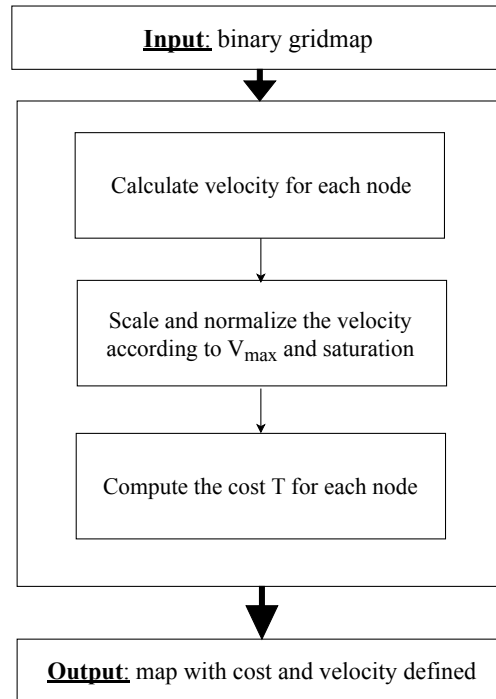 Input: binary gridmap
Calculate velocity for each node
Scale and normalize the velocity
according to Vmax and saturation
Compute the cost T for each node
Output: map with cost and velocity defined